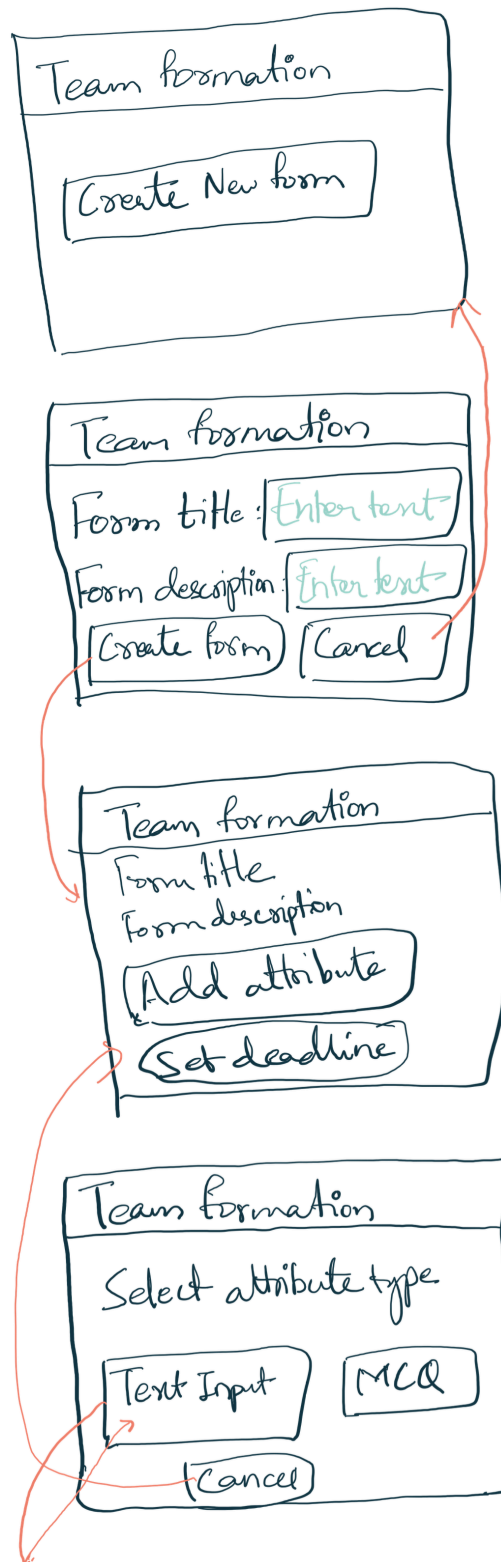 Team formation
Create New form
Team formation
Form title: Enter text
Form description: Enter text
Create form Cancel
Team formation
Form title
Form description
Add attribute
Set deadline
Team formation
Select attribute type
Text Input MCQ
Cancel